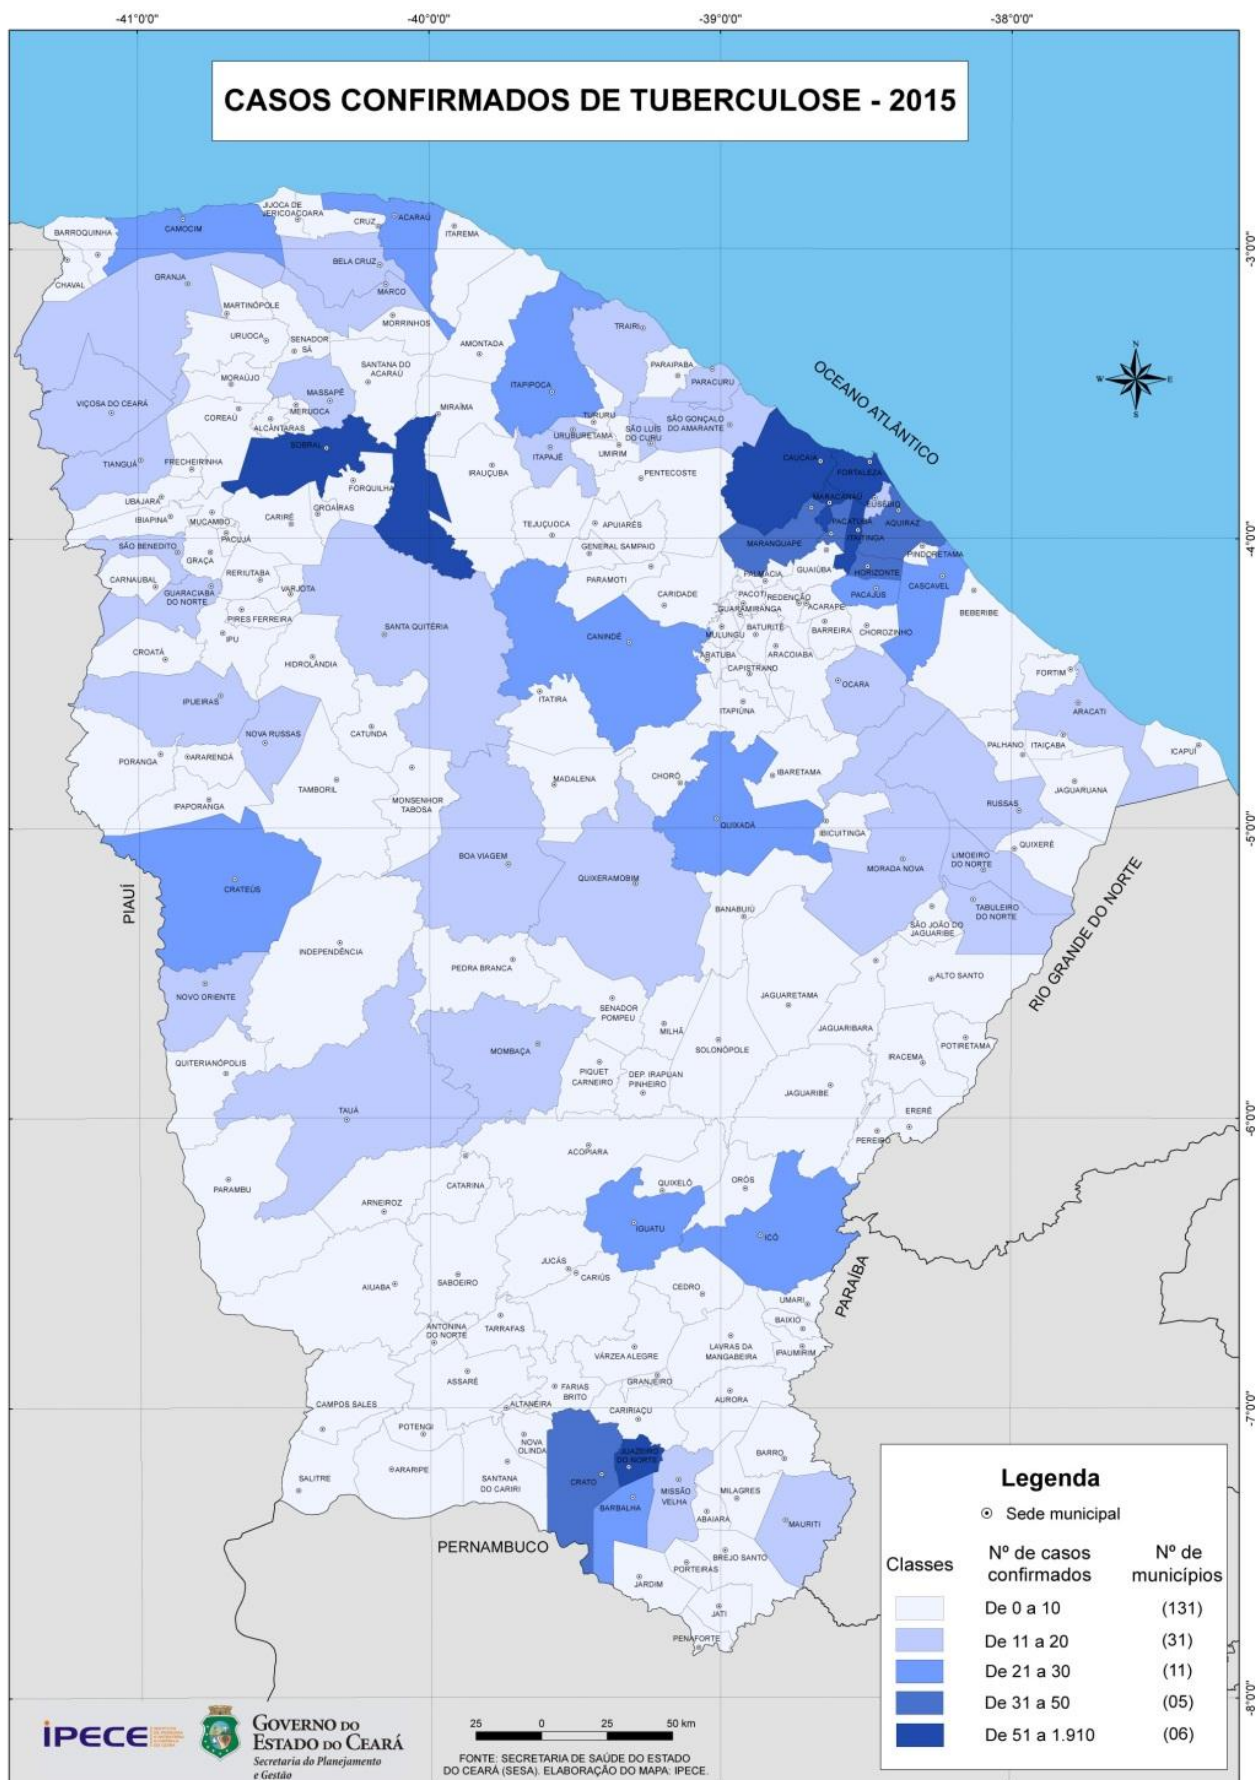 -41°0'0"
-40°0'0"
-39°0'0"
-38°0'0"
CASOS CONFIRMADOS DE TUBERCULOSE - 2015
JIJOCA DE
JERICOACOARA
CRUZ
ACARAÚ
CAMOCIM
ITAREMA
BARROQUINHA
-3°0'0"
BELA CRUZ
GRANJA
CHAVAL
MARCO
MARTINÓPOLE
MORRINHOS
TRAIRI
URUOCA
SENADOR
SÁ
AMONTADA
N
W
E
S
SANTANA DO
ACARAÚ
PARAIPABA
OCEANO ATLÂNTICO
MORAÚJO
ITAPIPOCA
PARACURU
MASSAPÊ
VIÇOSA DO CEARÁ
MERUOCA
MIRAÍMA
COREAÚ
TURURU
SÃO GONÇALO
DO AMARANTE
ALCÂNTARAS
URUBURETAMA
SÃO LUÍS
DO CURU
SOBRAL
ITAPAJÉ
UMIRIM
CAUCAIA
TIANGUÁ
FRECHEIRINHA
IRAUÇUBA
PENTECOSTE
FORTALEZA
FORQUILHA
UBAJARA
MARACANAÚ
EUSÉBIO
IBIAPINA
MUCAMBO
CARIRÉ
GROAÍRAS
TEJUÇUOCA
APUIARÉS
PACATUBA
AQUIRAZ
PACUJÁ
ITAITINGA
-4°0'0"
SÃO BENEDITO
GENERAL SAMPAIO
MARANGUAPE
PINDORETAMA
GRAÇA
GUAIÚBA
CARNAUBAL
RERIUTABA
PARAMOTI
PALMÁCIA
HORIZONTE
GUARACIABA
DO NORTE
VARJOTA
CARIDADE
PACOTI
REDENÇÃO
PACAJUS
CASCAVEL
GUARAMIRANGA
ACARAPE
BEBERIBE
PIRES FERREIRA
SANTA QUITÉRIA
MULUNGU
BATURITÉ
BARREIRA
CHOROZINHO
IPU
CANINDÉ
CROATÁ
HIDROLÂNDIA
ARATUBA
ARACOIABA
CAPISTRANO
FORTIM
OCARA
IPUEIRAS
ITATIRA
ITAPIÚNA
ARACATI
NOVA RUSSAS
CATUNDA
PORANGA
ARARENDÁ
PALHANO
ITAIÇABA
ICAPUÍ
MADALENA
CHORÓ
IBARETAMA
TAMBORIL
MONSENHOR
TABOSA
JAGUARUANA
IPAPORANGA
RUSSAS
QUIXADÁ
-5°0'0"
IBICUITINGA
QUIXERÉ
BOA VIAGEM
LIMOEIRO
DO NORTE
MORADA NOVA
PIAUÍ
CRATEÚS
QUIXERAMOBIM
TABULEIRO
DO NORTE
BANABUIÚ
SÃO JOÃO DO
JAGUARIBE
RIO GRANDE DO NORTE
INDEPENDÊNCIA
PEDRA BRANCA
ALTO SANTO
NOVO ORIENTE
JAGUARETAMA
SENADOR
POMPEU
MILHÃ
JAGUARIBARA
SOLONÓPOLE
POTIRETAMA
MOMBAÇA
IRACEMA
QUITERIANÓPOLIS
PIQUET
CARNEIRO
DEP. IRAPUAN
PINHEIRO
JAGUARIBE
TAUÁ
ERERÊ
-6°0'0"
PEREIRO
ACOPIARA
PARAMBU
CATARINA
QUIXELÔ
ORÓS
ARNEIROZ
IGUATU
ICÓ
JUCÁS
CARIÚS
PARAÍBA
AIUABA
SABOEIRO
CEDRO
UMARI
TARRAFAS
BAIXIO
ANTONINA
DO NORTE
LAVRAS DA
MANGABEIRA
IPAUMIRIM
VÁRZEA ALEGRE
ASSARÉ
GRANJEIRO
FARIAS
BRITO
AURORA
CAMPOS SALES
ALTANEIRA
-7°0'0"
CARIRIAÇU
POTENGI
NOVA
OLINDA
JUAZEIRO
DO NORTE
BARRO
SALITRE
ARARIPE
SANTANA
DO CARIRI
CRATO
MISSÃO
VELHA
MILAGRES
BARBALHA
ABAIARA
MAURITI
PERNAMBUCO
BREJO SANTO
PORTEIRAS
JARDIM
JATI
PENAFORTE
Legenda
Sede municipal
Classes
Nº de casos
confirmados
Nº de
municípios
De 0 a 10
(131)
De 11 a 20
(31)
De 21 a 30
(11)
De 31 a 50
(05)
De 51 a 1.910
(06)
-8°0'0"
IPECE
GOVERNO DO
ESTADO DO CEARÁ
Secretaria do Planejamento
e Gestão
25
0
25
50 km
FONTE: SECRETARIA DE SAÚDE DO ESTADO
DO CEARÁ (SESA). ELABORAÇÃO DO MAPA: IPECE.